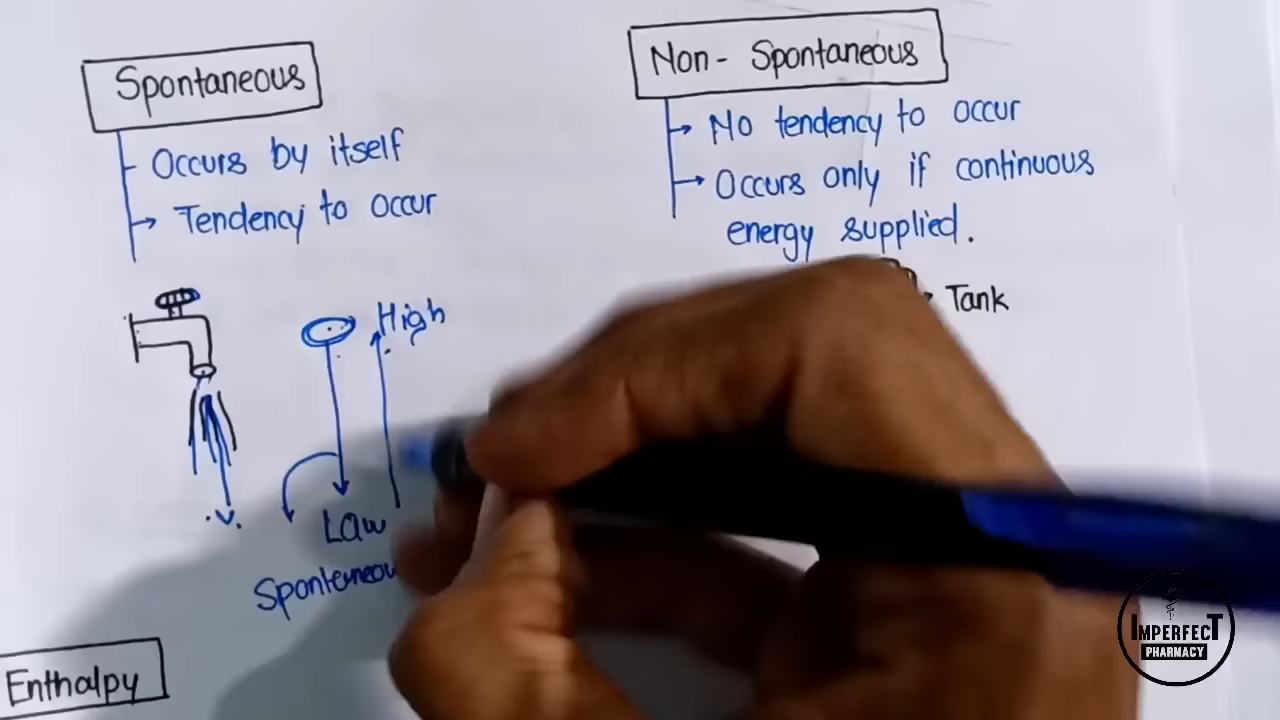 Spontaneous
Occurs by itself
Tendency to occur
High
Law
Non- Spontaneous
No tendency to occur
Occurs only if continuous
energy supplied.
Tank
Enthalpy
IMPERFECT
PHARMACY